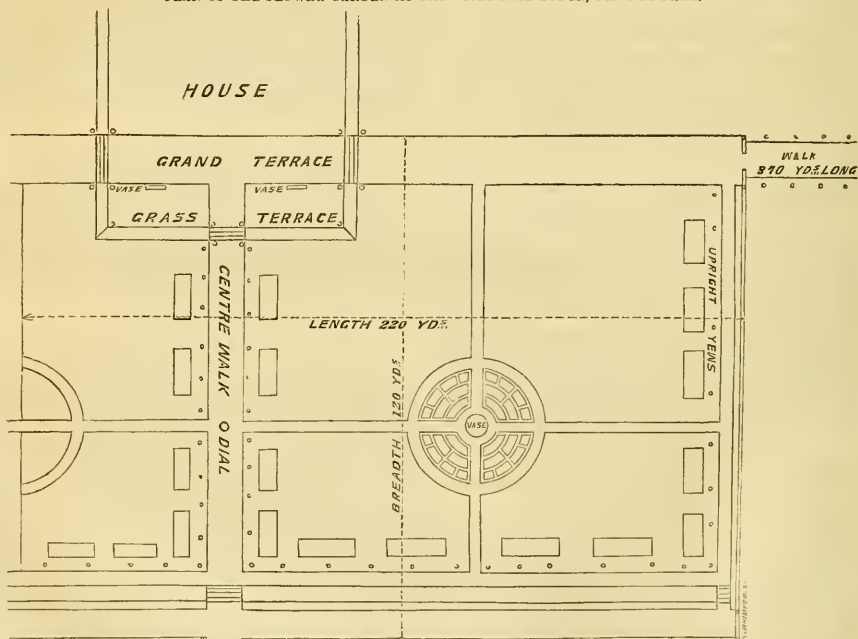 HOUSE
GRAND TERRACE
WALK
370 YDS. LONG
VASE
VASE
GRASS TERRACE
UPRIGHT YEWS
CENTRE WALK
LENGTH 220 YDS.
BREADTH 120 YDS.
VASE
DIAL